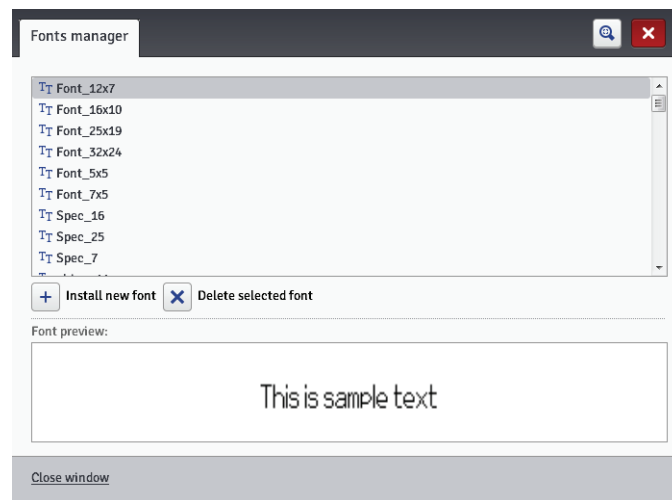 Fonts manager
Font_12x7
Font_16x10
Font_25x19
Font_32x24
Font_5x5
Font_7x5
Spec_16
Spec_25
Spec_7
Install new font Delete selected font
Font preview:
This is sample text
Close window